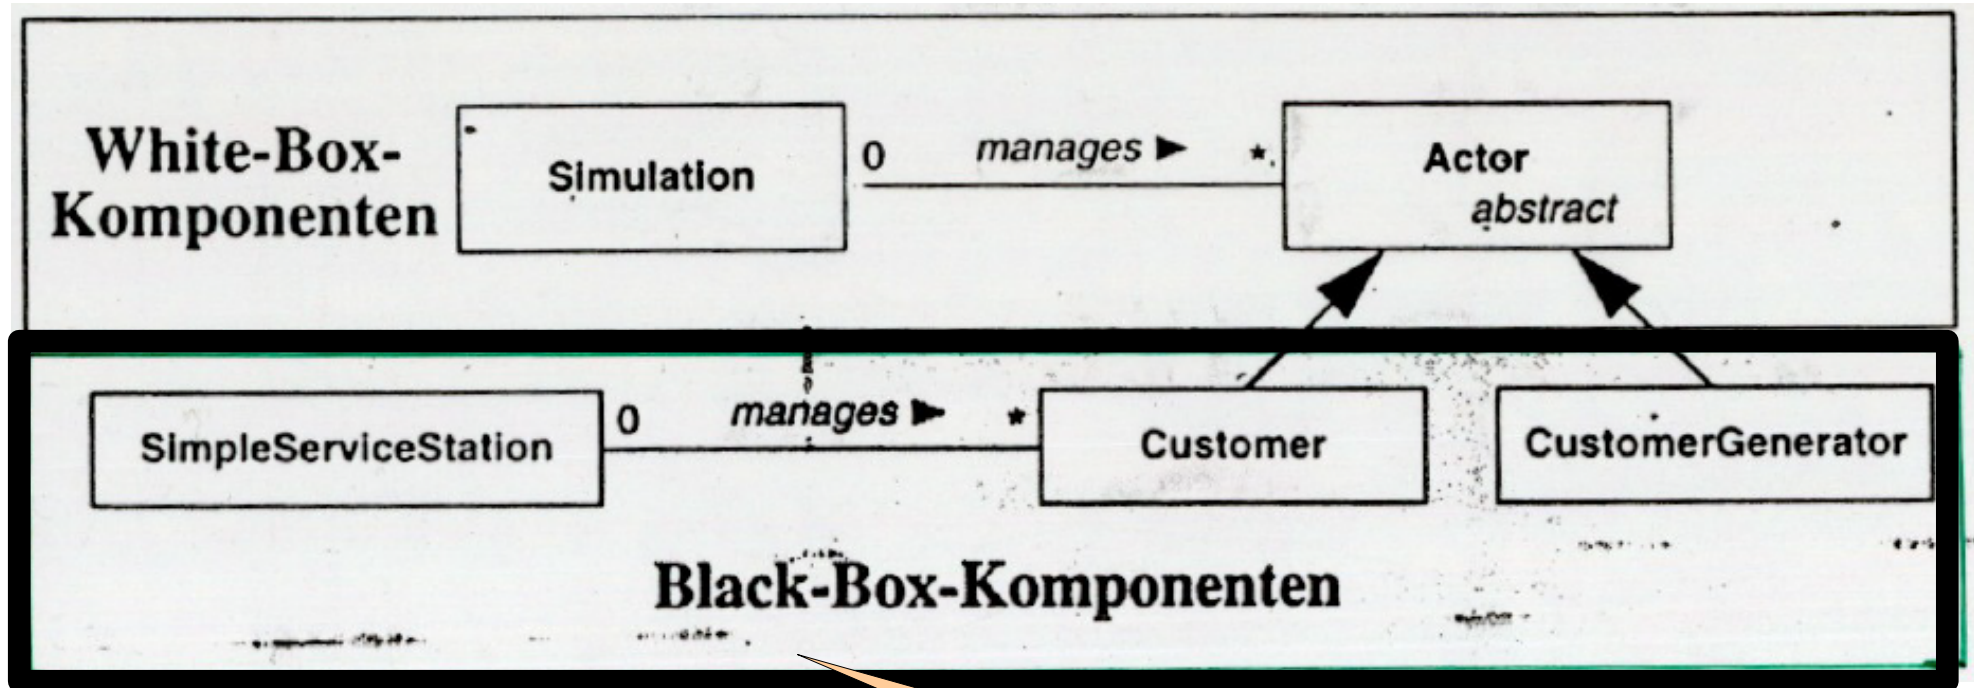 White-Box-
Komponenten
Simulation
0 manages ► *
Actor
abstract
SimpleServiceStation
0 manages ► *
Customer
CustomerGenerator
Black-Box-Komponenten